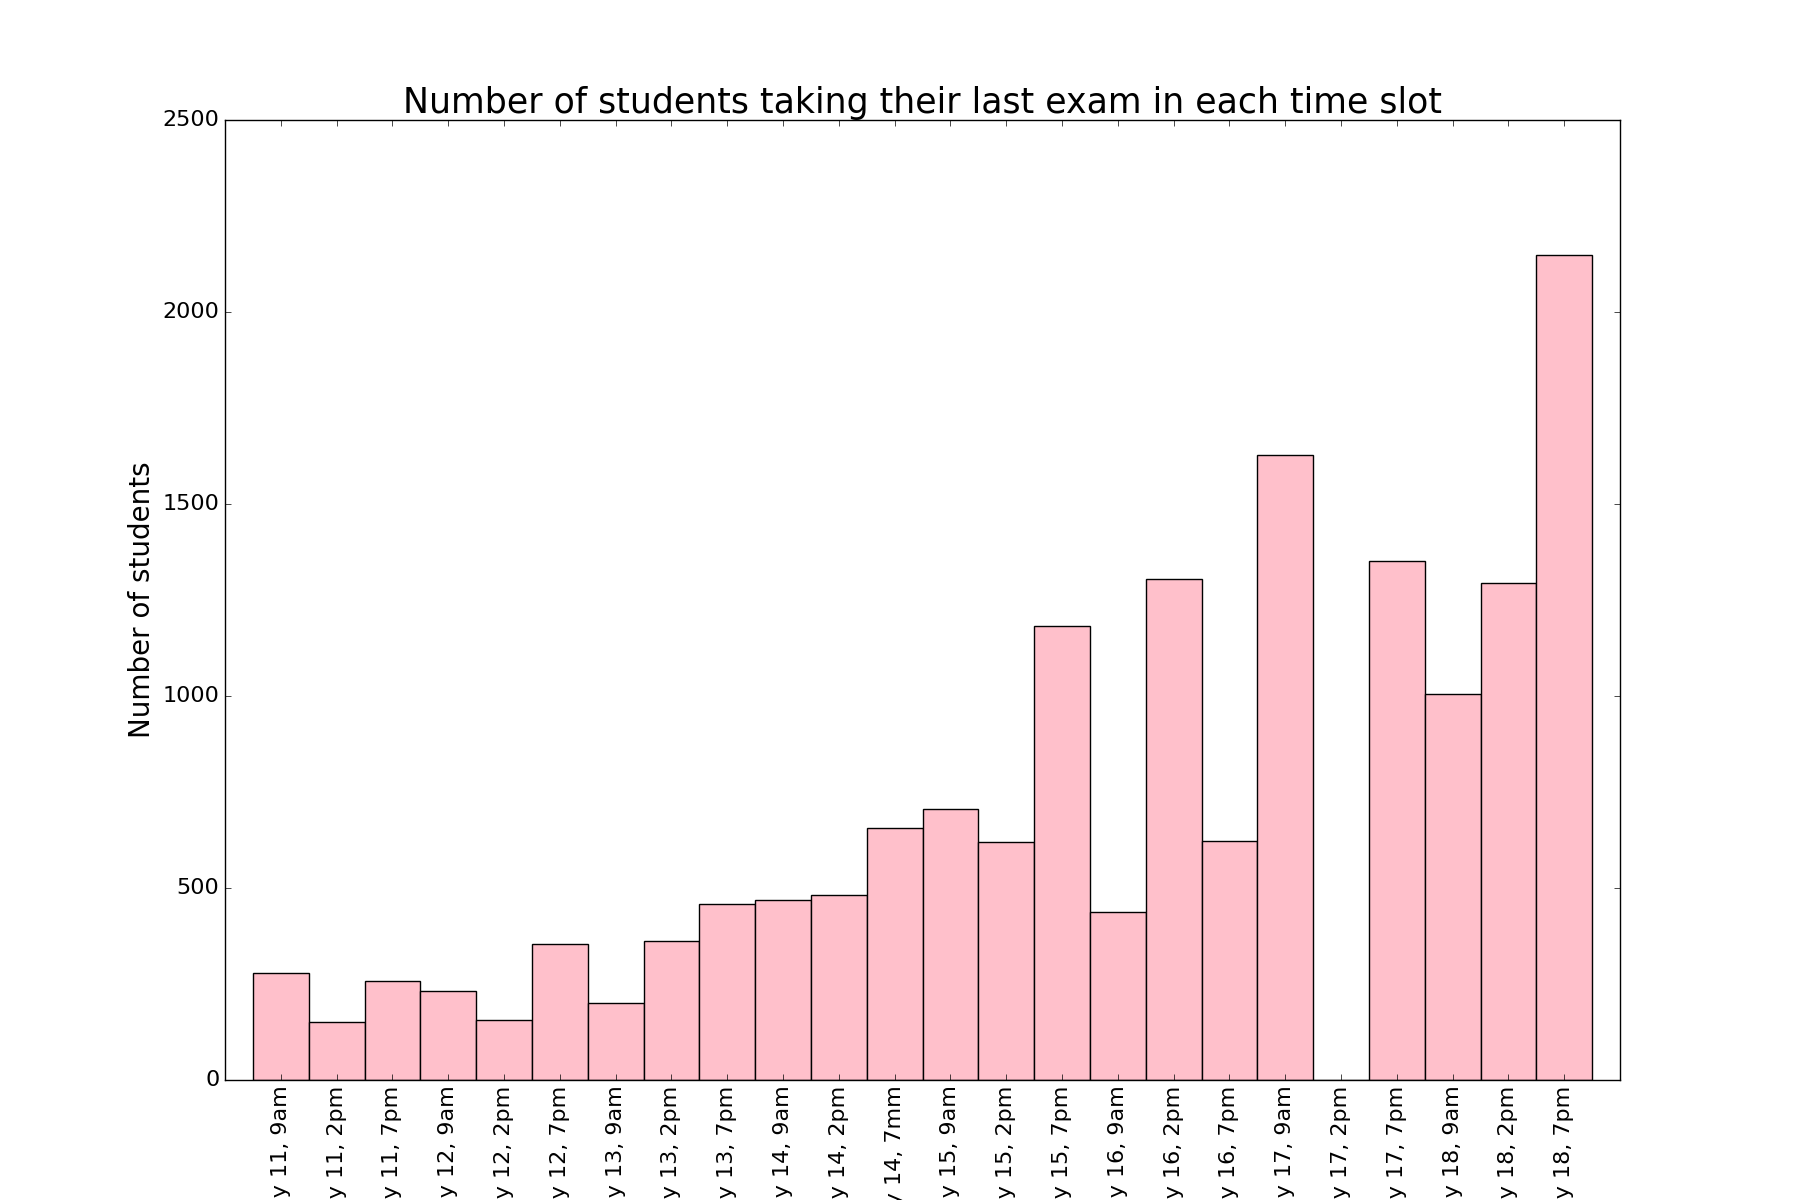 Number of students taking their last exam in each time slot
Number of students
2500
2000
1500
1000
500
0
y 11, 9am
y 11, 2pm
y 11, 7pm
y 12, 9am
y 12, 2pm
y 12, 7pm
y 13, 9am
y 13, 2pm
y 13, 7pm
y 14, 9am
y 14, 2pm
y 14, 7mm
y 15, 9am
y 15, 2pm
y 15, 7pm
y 16, 9am
y 16, 2pm
y 16, 7pm
y 17, 9am
y 17, 2pm
y 17, 7pm
y 18, 9am
y 18, 2pm
y 18, 7pm